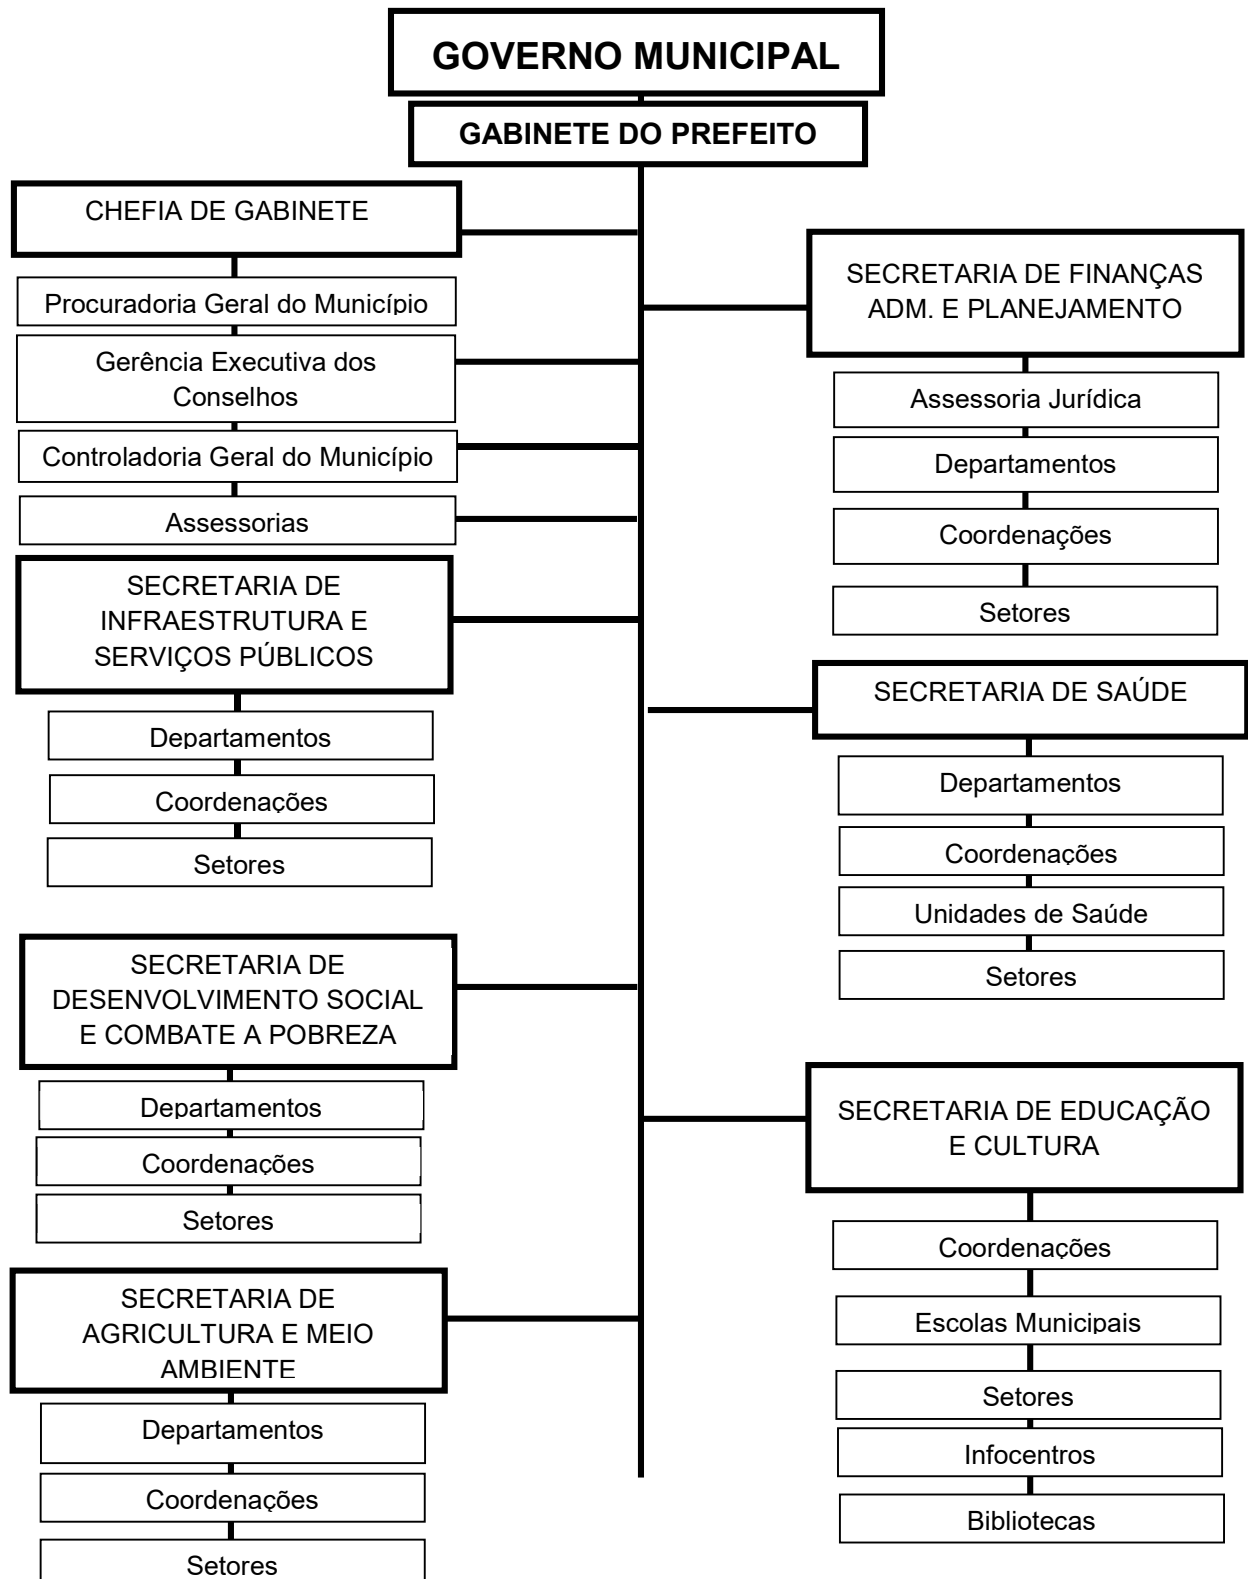 GOVERNO MUNICIPAL
GABINETE DO PREFEITO
CHEFIA DE GABINETE
Procuradoria Geral do Município
Gerência Executiva dos
Conselhos
Controladoria Geral do Município
Assessorias
SECRETARIA DE
INFRAESTRUTURA E
SERVIÇOS PÚBLICOS
Departamentos
Coordenações
Setores
SECRETARIA DE
DESENVOLVIMENTO SOCIAL
E COMBATE A POBREZA
Departamentos
Coordenações
Setores
SECRETARIA DE
AGRICULTURA E MEIO
AMBIENTE
Departamentos
Coordenações
Setores
SECRETARIA DE FINANÇAS
ADM. E PLANEJAMENTO
Assessoria Jurídica
Departamentos
Coordenações
Setores
SECRETARIA DE SAÚDE
Departamentos
Coordenações
Unidades de Saúde
Setores
SECRETARIA DE EDUCAÇÃO
E CULTURA
Coordenações
Escolas Municipais
Setores
Infocentros
Bibliotecas